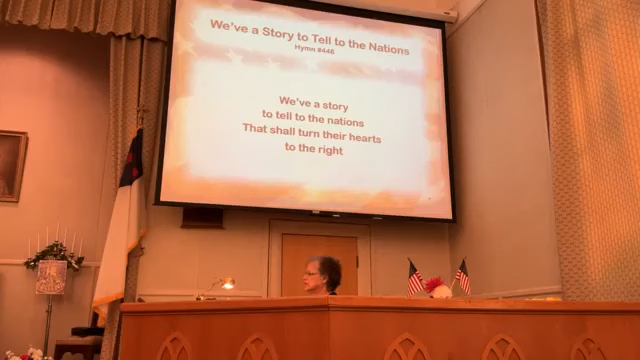 We've a Story to Tell to the Nations
Hymn #446
We've a story
to tell to the nations
That shall turn their hearts
to the right